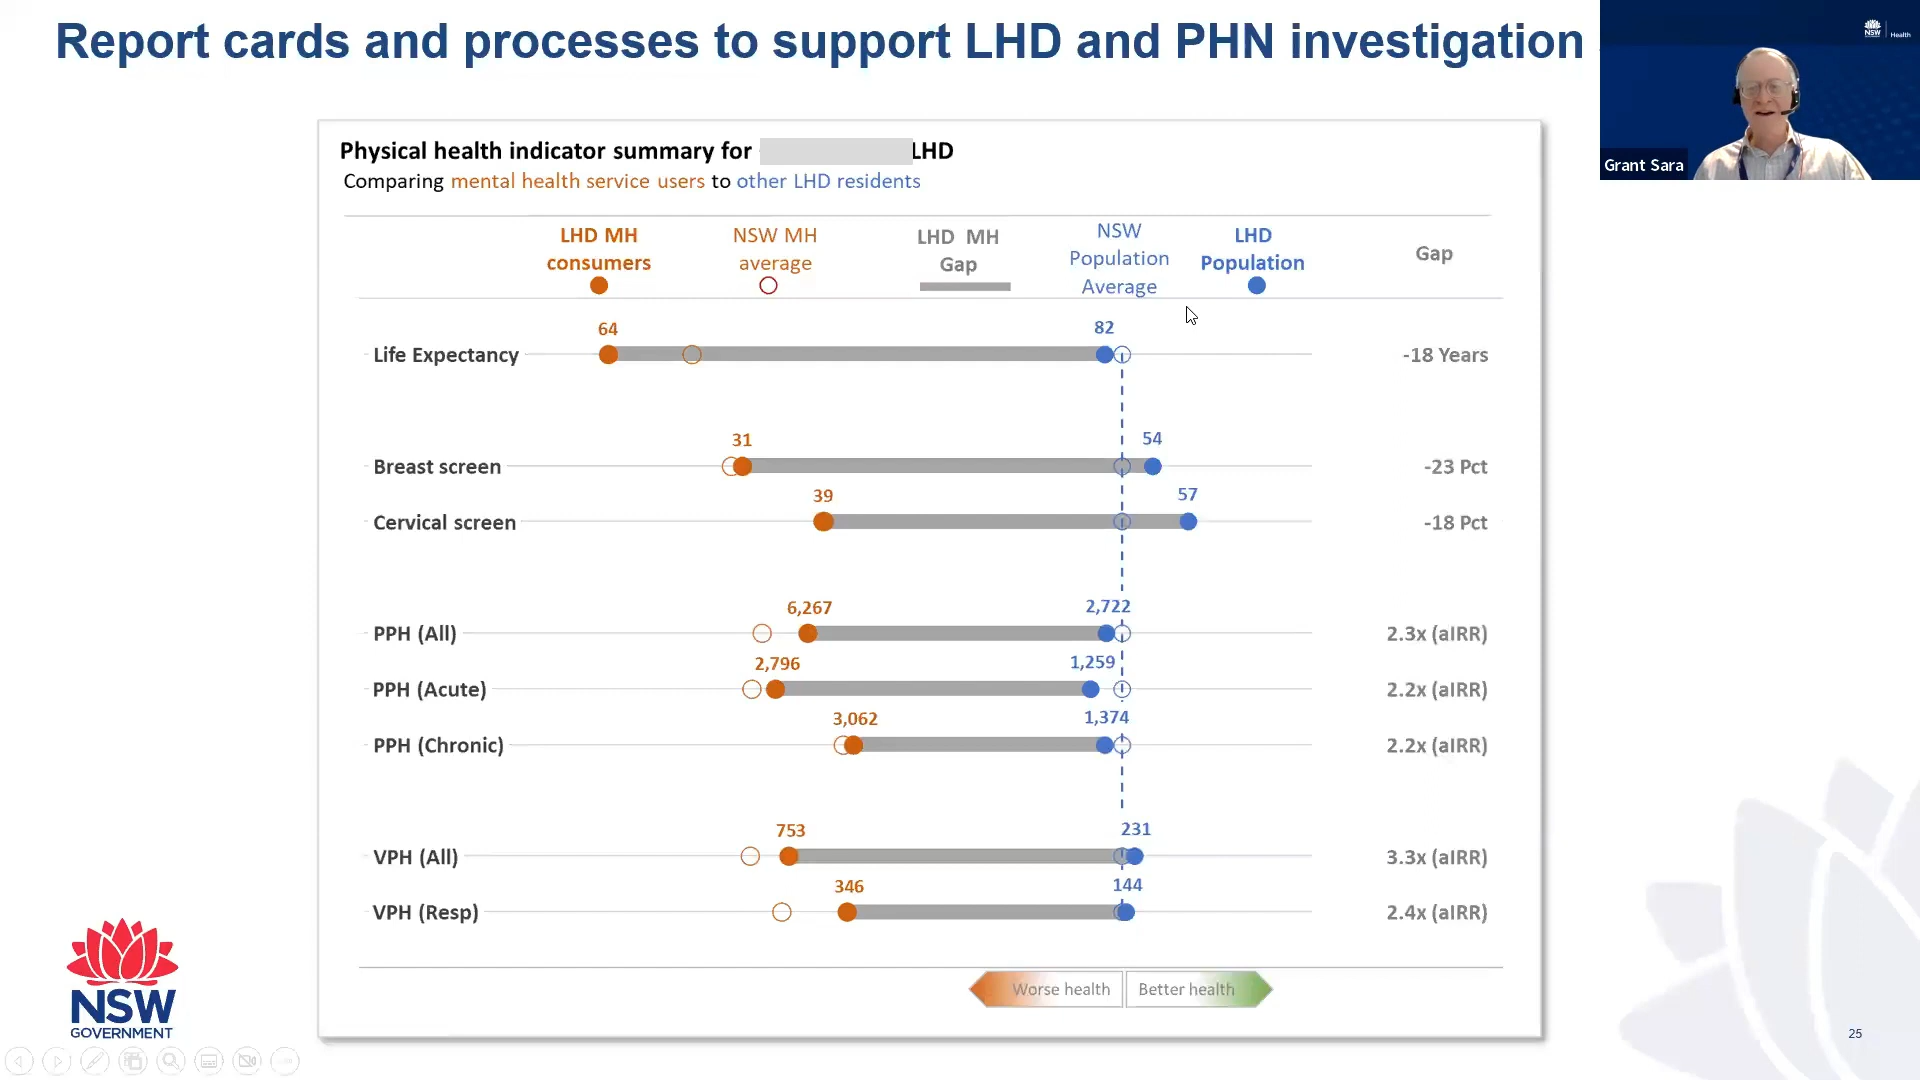 Report cards and processes to support LHD and PHN investigation
NSW
Health
Grant Sara
Physical health indicator summary for LHD
Comparing mental health service users to other LHD residents
LHD MH
consumers
NSW MH
average
LHD MH
Gap
NSW
Population
Average
LHD
Population
Gap
64
82
Life Expectancy
-18 Years
31
54
Breast screen
-23 Pct
39
57
Cervical screen
-18 Pct
6,267
2,722
PPH (All)
2.3x (aIRR)
2,796
1,259
PPH (Acute)
2.2x (aIRR)
3,062
1,374
PPH (Chronic)
2.2x (aIRR)
753
231
VPH (All)
3.3x (aIRR)
346
144
VPH (Resp)
2.4x (aIRR)
Worse health
Better health
NSW
GOVERNMENT
25